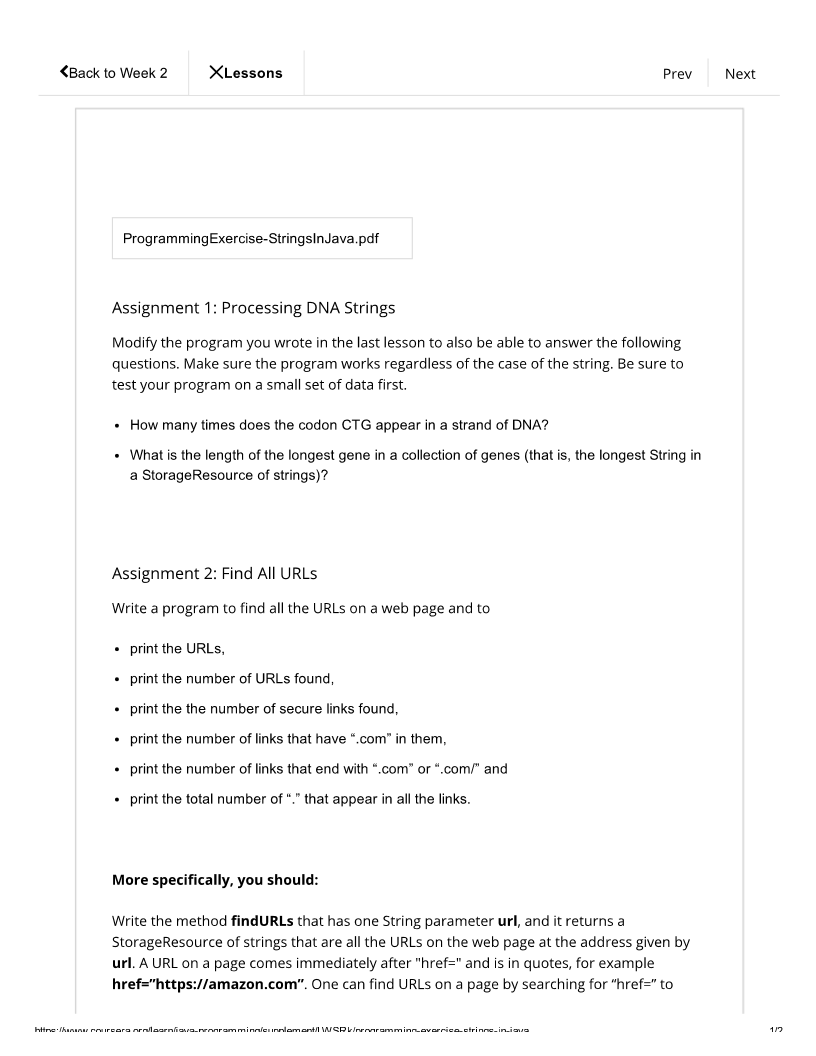 Back to Week 2
Lessons
Prev
Next
ProgrammingExercise-StringsInJava.pdf
Assignment 1: Processing DNA Strings
Modify the program you wrote in the last lesson to also be able to answer the following
questions. Make sure the program works regardless of the case of the string. Be sure to
test your program on a small set of data first.
• How many times does the codon CTG appear in a strand of DNA?
• What is the length of the longest gene in a collection of genes (that is, the longest String in
a StorageResource of strings)?
Assignment 2: Find All URLs
Write a program to find all the URLs on a web page and to
• print the URLs,
• print the number of URLs found,
• print the the number of secure links found,
• print the number of links that have “.com” in them,
• print the number of links that end with “.com” or “.com/” and
• print the total number of “.” that appear in all the links.
More specifically, you should:
Write the method findURLs that has one String parameter url, and it returns a
StorageResource of strings that are all the URLs on the web page at the address given by
url. A URL on a page comes immediately after "href=" and is in quotes, for example
href=”https://amazon.com”. One can find URLs on a page by searching for “href=” to
https://www.coursera.org/learn/java-programming/supplement/LWSRk/programming-exercise-strings-in-java
1/2